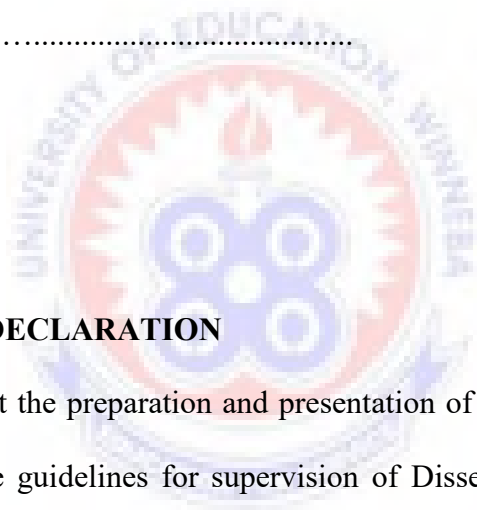 …......................................
UNIVERSITY OF EDUCATION, WINNEBA
DECLARATION
t the preparation and presentation of
e guidelines for supervision of Disse